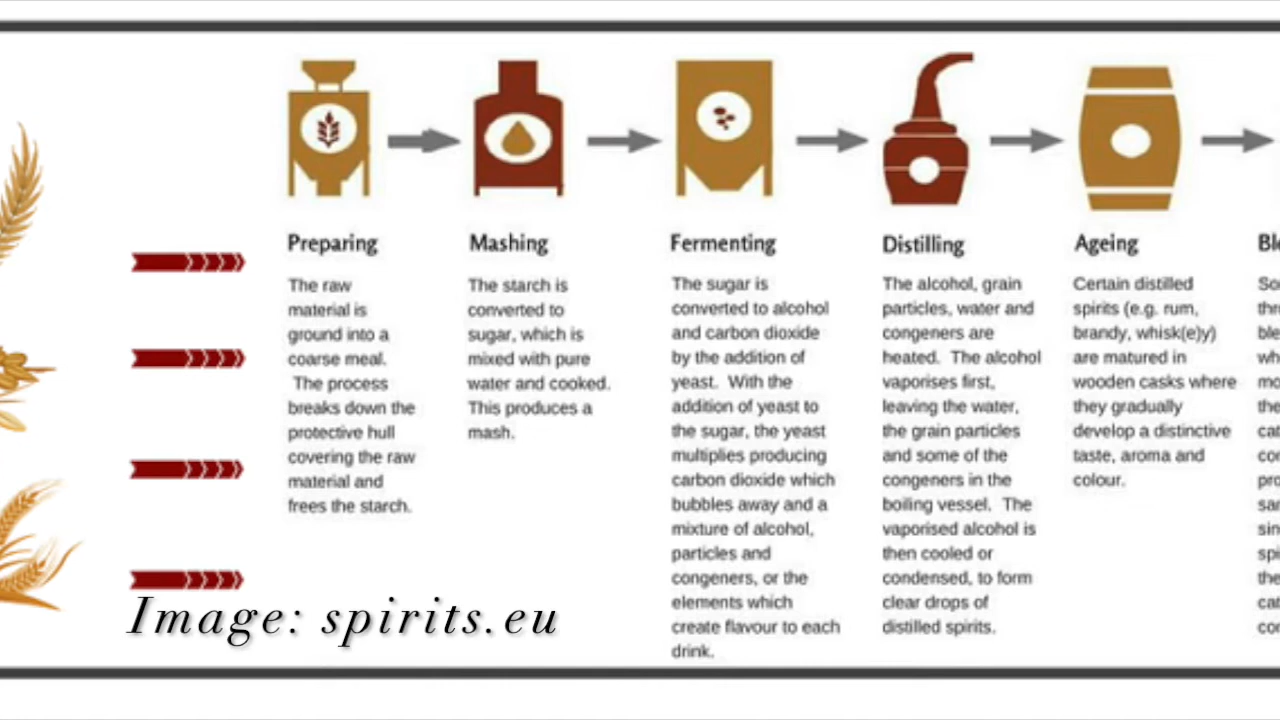 Preparing
The raw
material is
ground into a
coarse meal.
The process
breaks down the
protective hull
covering the raw
material and
frees the starch.
Mashing
The starch is
converted to
sugar, which is
mixed with pure
water and cooked.
This produces a
mash.
Fermenting
The sugar is
converted to alcohol
and carbon dioxide
by the addition of
yeast. With the
addition of yeast to
the sugar, the yeast
multiplies producing
carbon dioxide which
bubbles away and a
mixture of alcohol,
particles and
congeners, or the
elements which
create flavour to each
drink.
Distilling
The alcohol, grain
particles, water and
congeners are
heated. The alcohol
vaporises first,
leaving the water,
the grain particles
and some of the
congeners in the
boiling vessel. The
vaporised alcohol is
then cooled or
condensed, to form
clear drops of
distilled spirits.
Ageing
Certain distilled
spirits (e.g. rum,
brandy, whisk(e)y)
are matured in
wooden casks where
they gradually
develop a distinctive
taste, aroma and
colour.
Image: spirits.eu